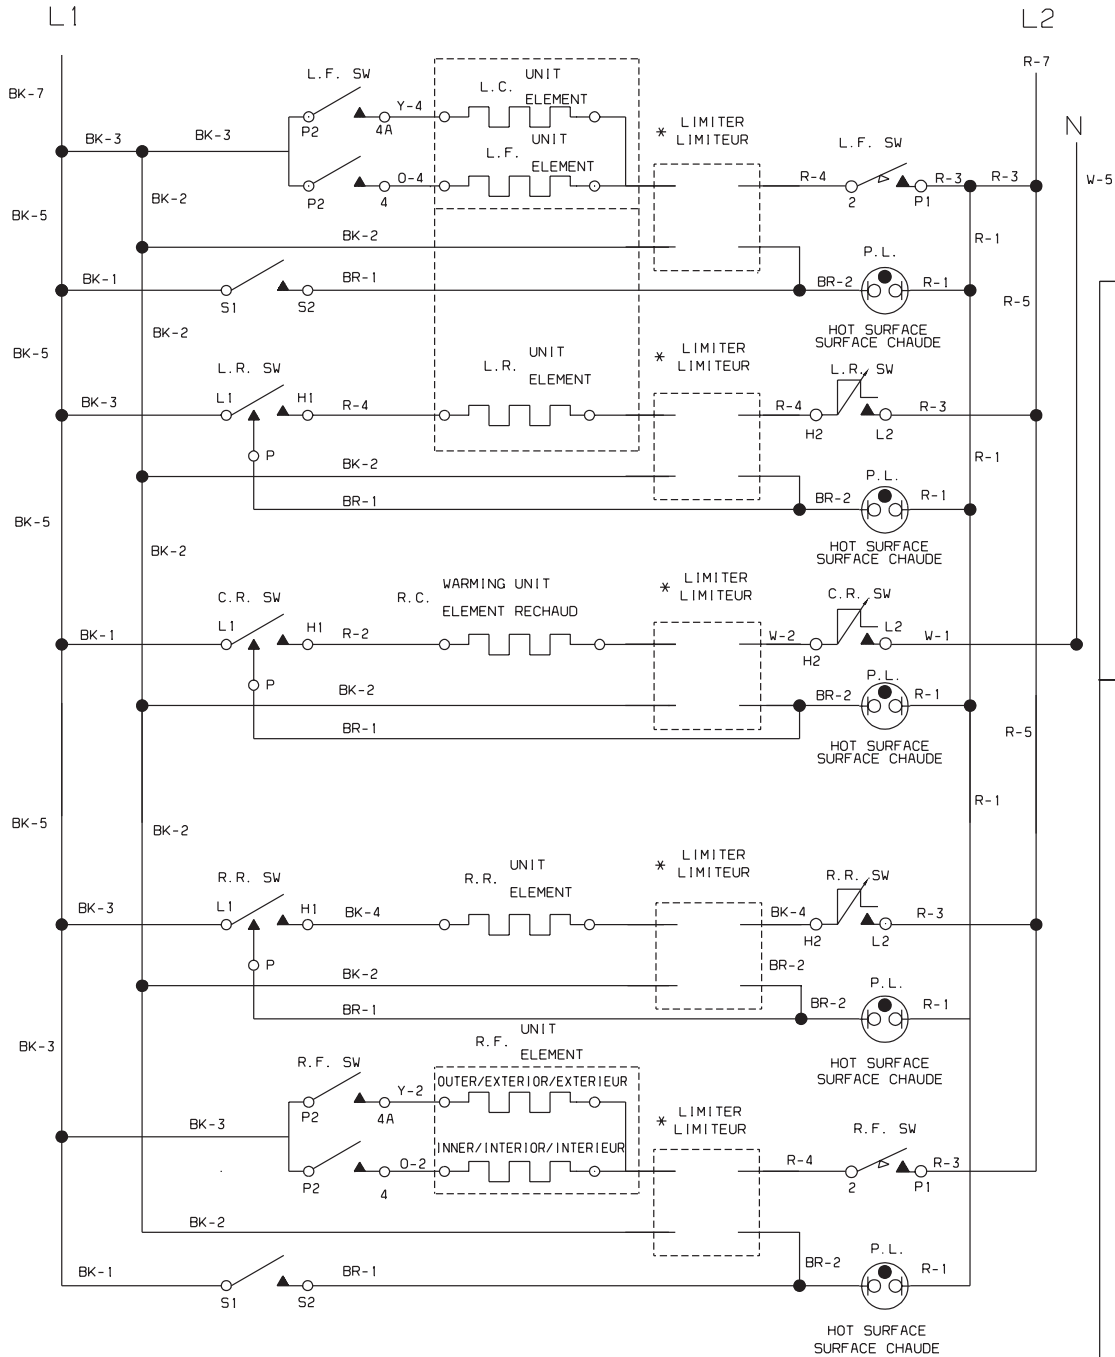 L1
L2
R-7
N
BK-7
L.F. SW
UNIT
L.C.
ELEMENT
Y-4
P2
4A
LIMITER
* LIMITEUR
BK-3
BK-3
UNIT
L.F.
ELEMENT
L.F. SW
O-4
R-4
R-3
R-3
W-5
P2
4
2
P1
BK-2
BK-5
BK-2
R-1
P.L.
BK-1
BR-1
BR-2
R-1
R-5
S1
S2
BK-2
HOT SURFACE
SURFACE CHAUDE
BK-5
L.R. SW
UNIT
L.R.
ELEMENT
LIMITER
* LIMITEUR
L.R. SW
BK-3
L1
H1
R-4
R-4
R-3
H2
L2
P
BK-2
R-1
P.L.
BR-1
BR-2
R-1
BK-5
HOT SURFACE
SURFACE CHAUDE
BK-2
C.R. SW
R.C.
WARMING UNIT
ELEMENT RECHAUD
LIMITER
* LIMITEUR
C.R. SW
BK-1
L1
H1
R-2
W-2
L2
W-1
H2
P
BK-2
P.L.
BR-2
R-1
BR-1
HOT SURFACE
SURFACE CHAUDE
R-5
R-1
BK-5
BK-2
R.R. SW
R.R.
UNIT
ELEMENT
LIMITER
* LIMITEUR
R.R. SW
BK-3
L1
H1
BK-4
BK-4
R-3
H2
L2
P
BK-2
BR-2
P.L.
BR-1
BR-2
R-1
BK-3
UNIT
R.F.
ELEMENT
HOT SURFACE
SURFACE CHAUDE
R.F. SW
OUTER/EXTERIOR/EXTERIEUR
Y-2
P2
4A
LIMITER
* LIMITEUR
BK-3
R.F. SW
INNER/INTERIOR/INTERIEUR
O-2
R-4
R-3
P2
4
2
P1
BK-2
P.L.
BK-1
BR-1
BR-2
R-1
S1
S2
HOT SURFACE
SURFACE CHAUDE